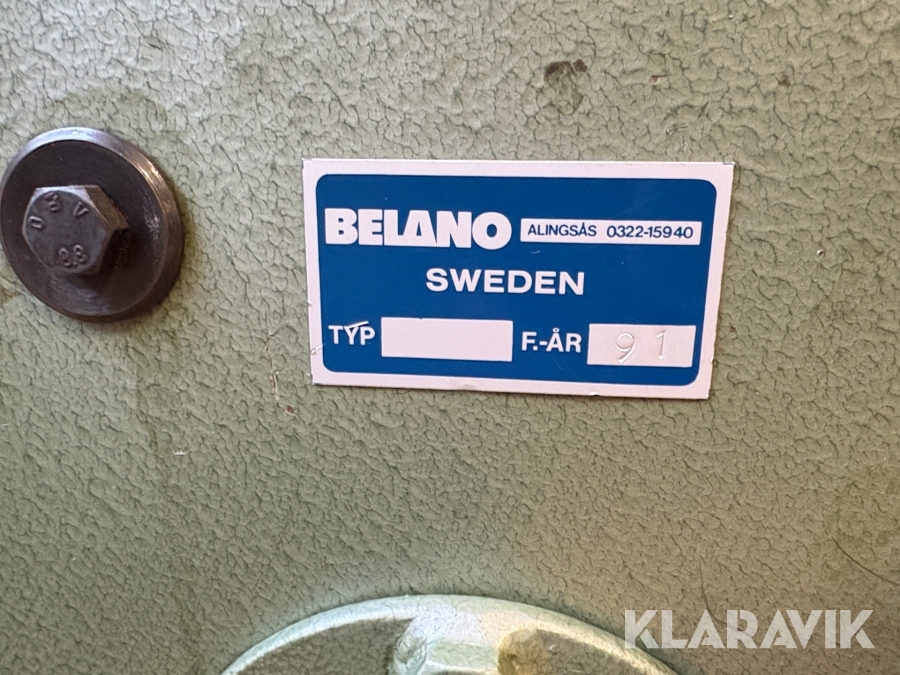 BELANO ALINGSÅS 0322-15940
SWEDEN
TYP F.-ÅR 91
KLARAVIK